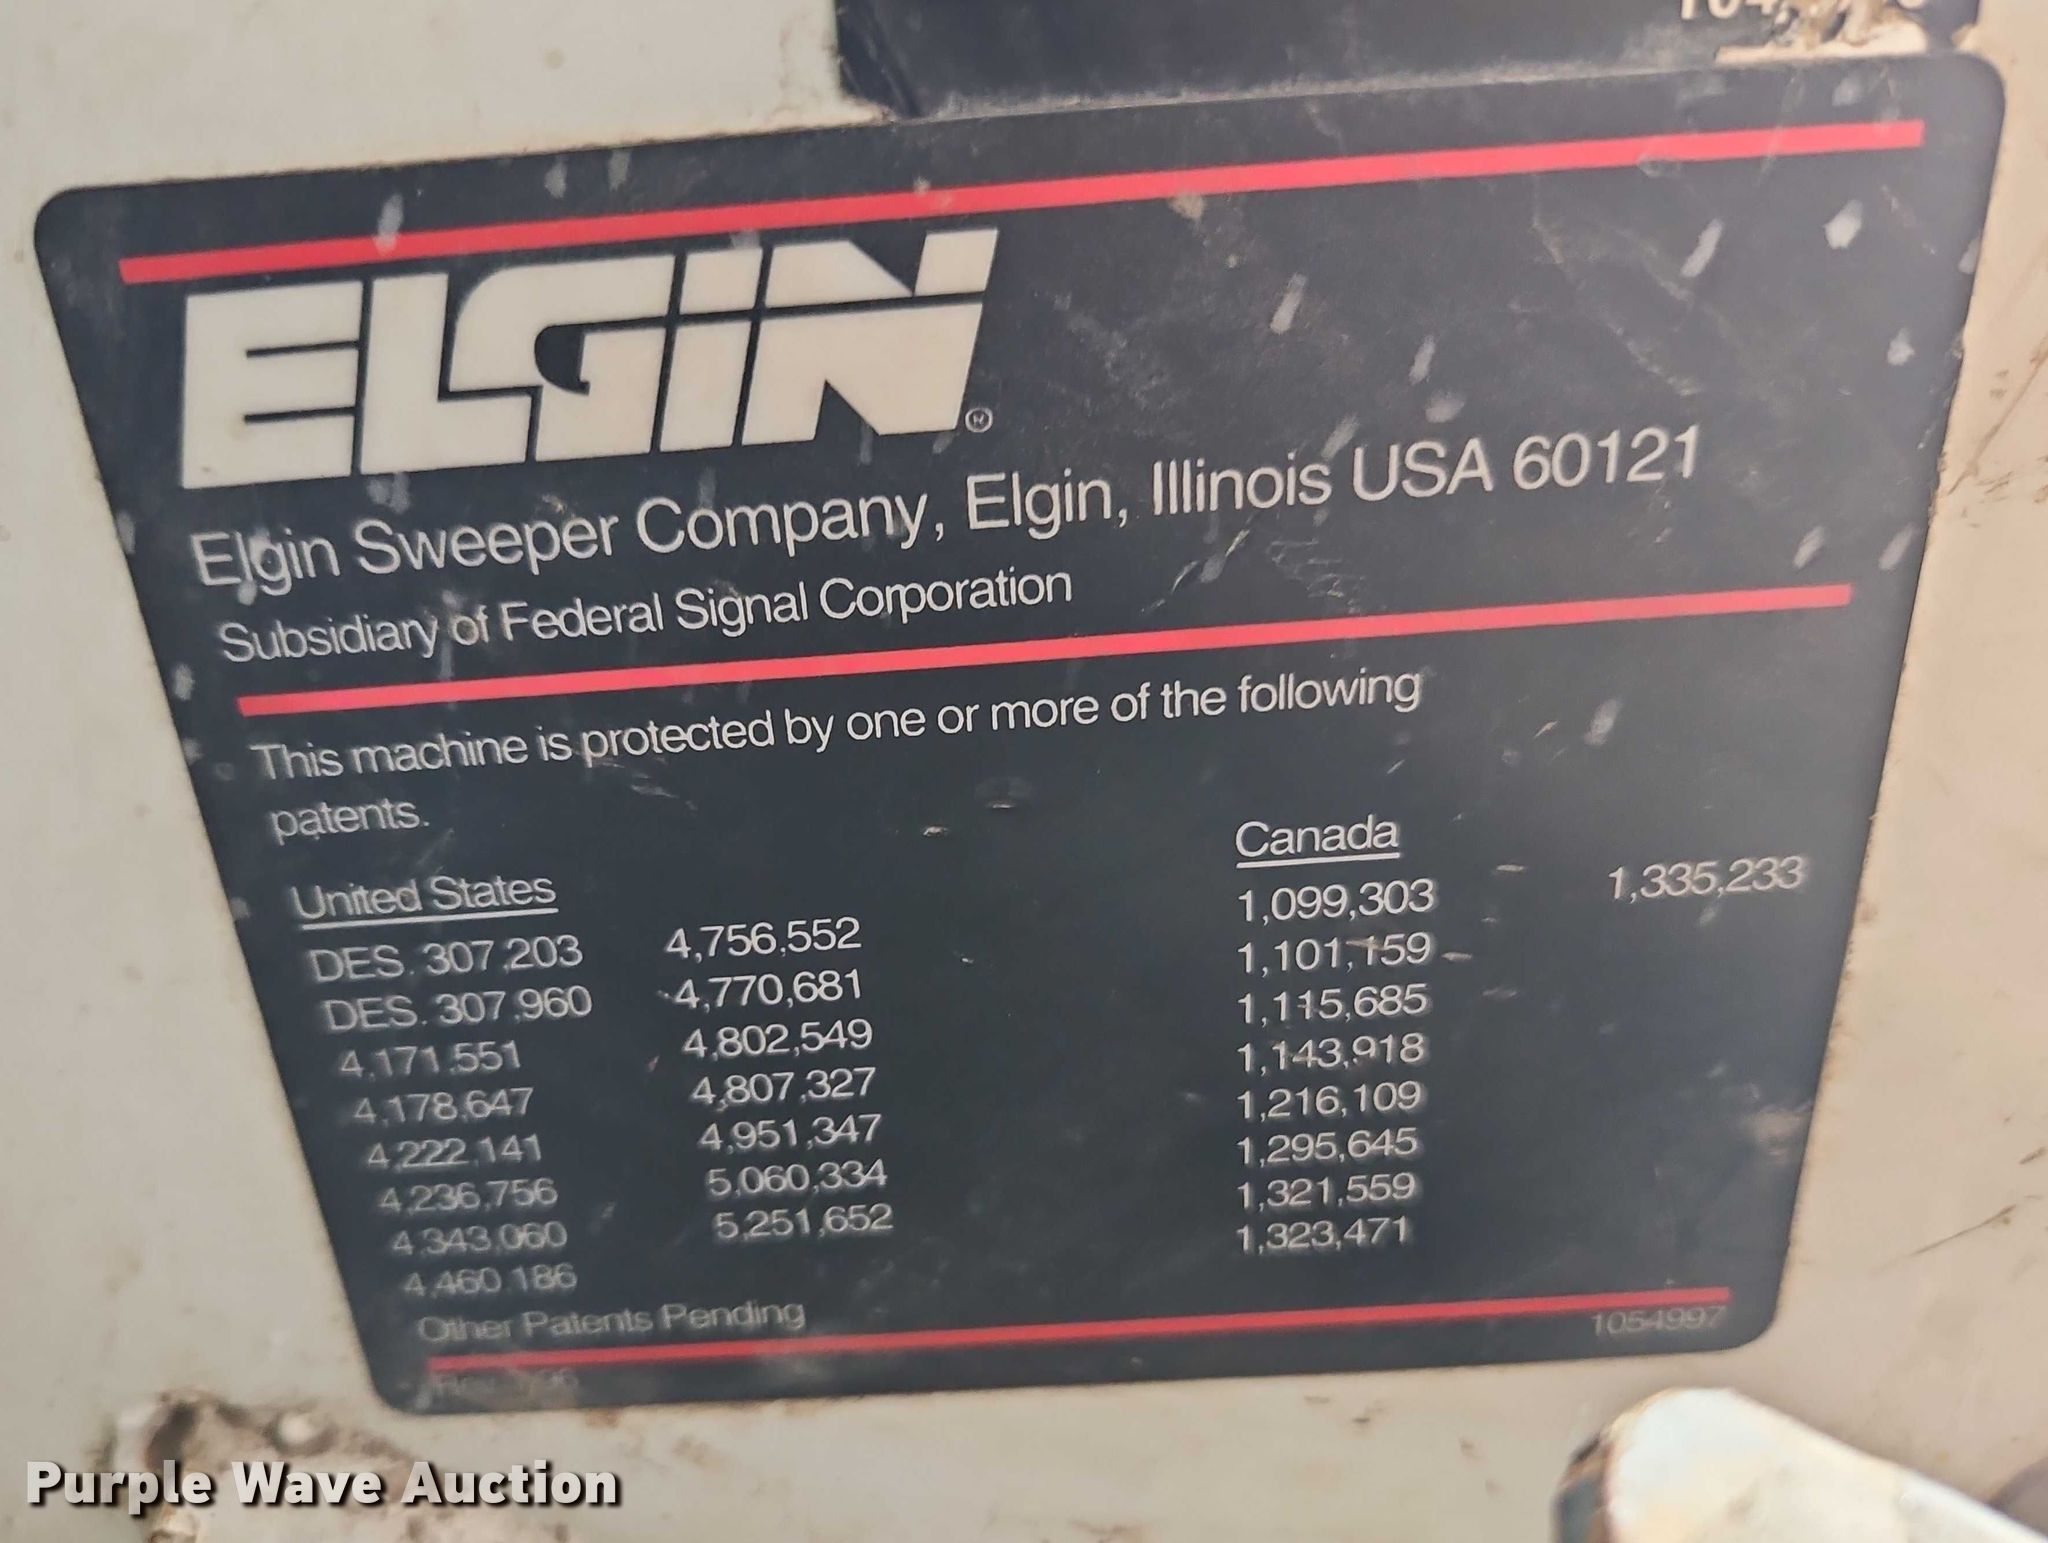 ELGIN®
Elgin Sweeper Company, Elgin, Illinois USA 60121
Subsidiary of Federal Signal Corporation
This machine is protected by one or more of the following
patents.
United States
DES. 307,203
DES. 307,960
4,171,551
4,178,647
4,222,141
4,236,756
4,343,060
4,460,186
4,756,552
4,770,681
4,802,549
4,807,327
4,951,347
5,060,334
5,251,652
Canada
1,099,303
1,101,159
1,115,685
1,143,918
1,216,109
1,295,645
1,321,559
1,323,471
1,335,233
Other Patents Pending
1054997
Purple Wave Auction